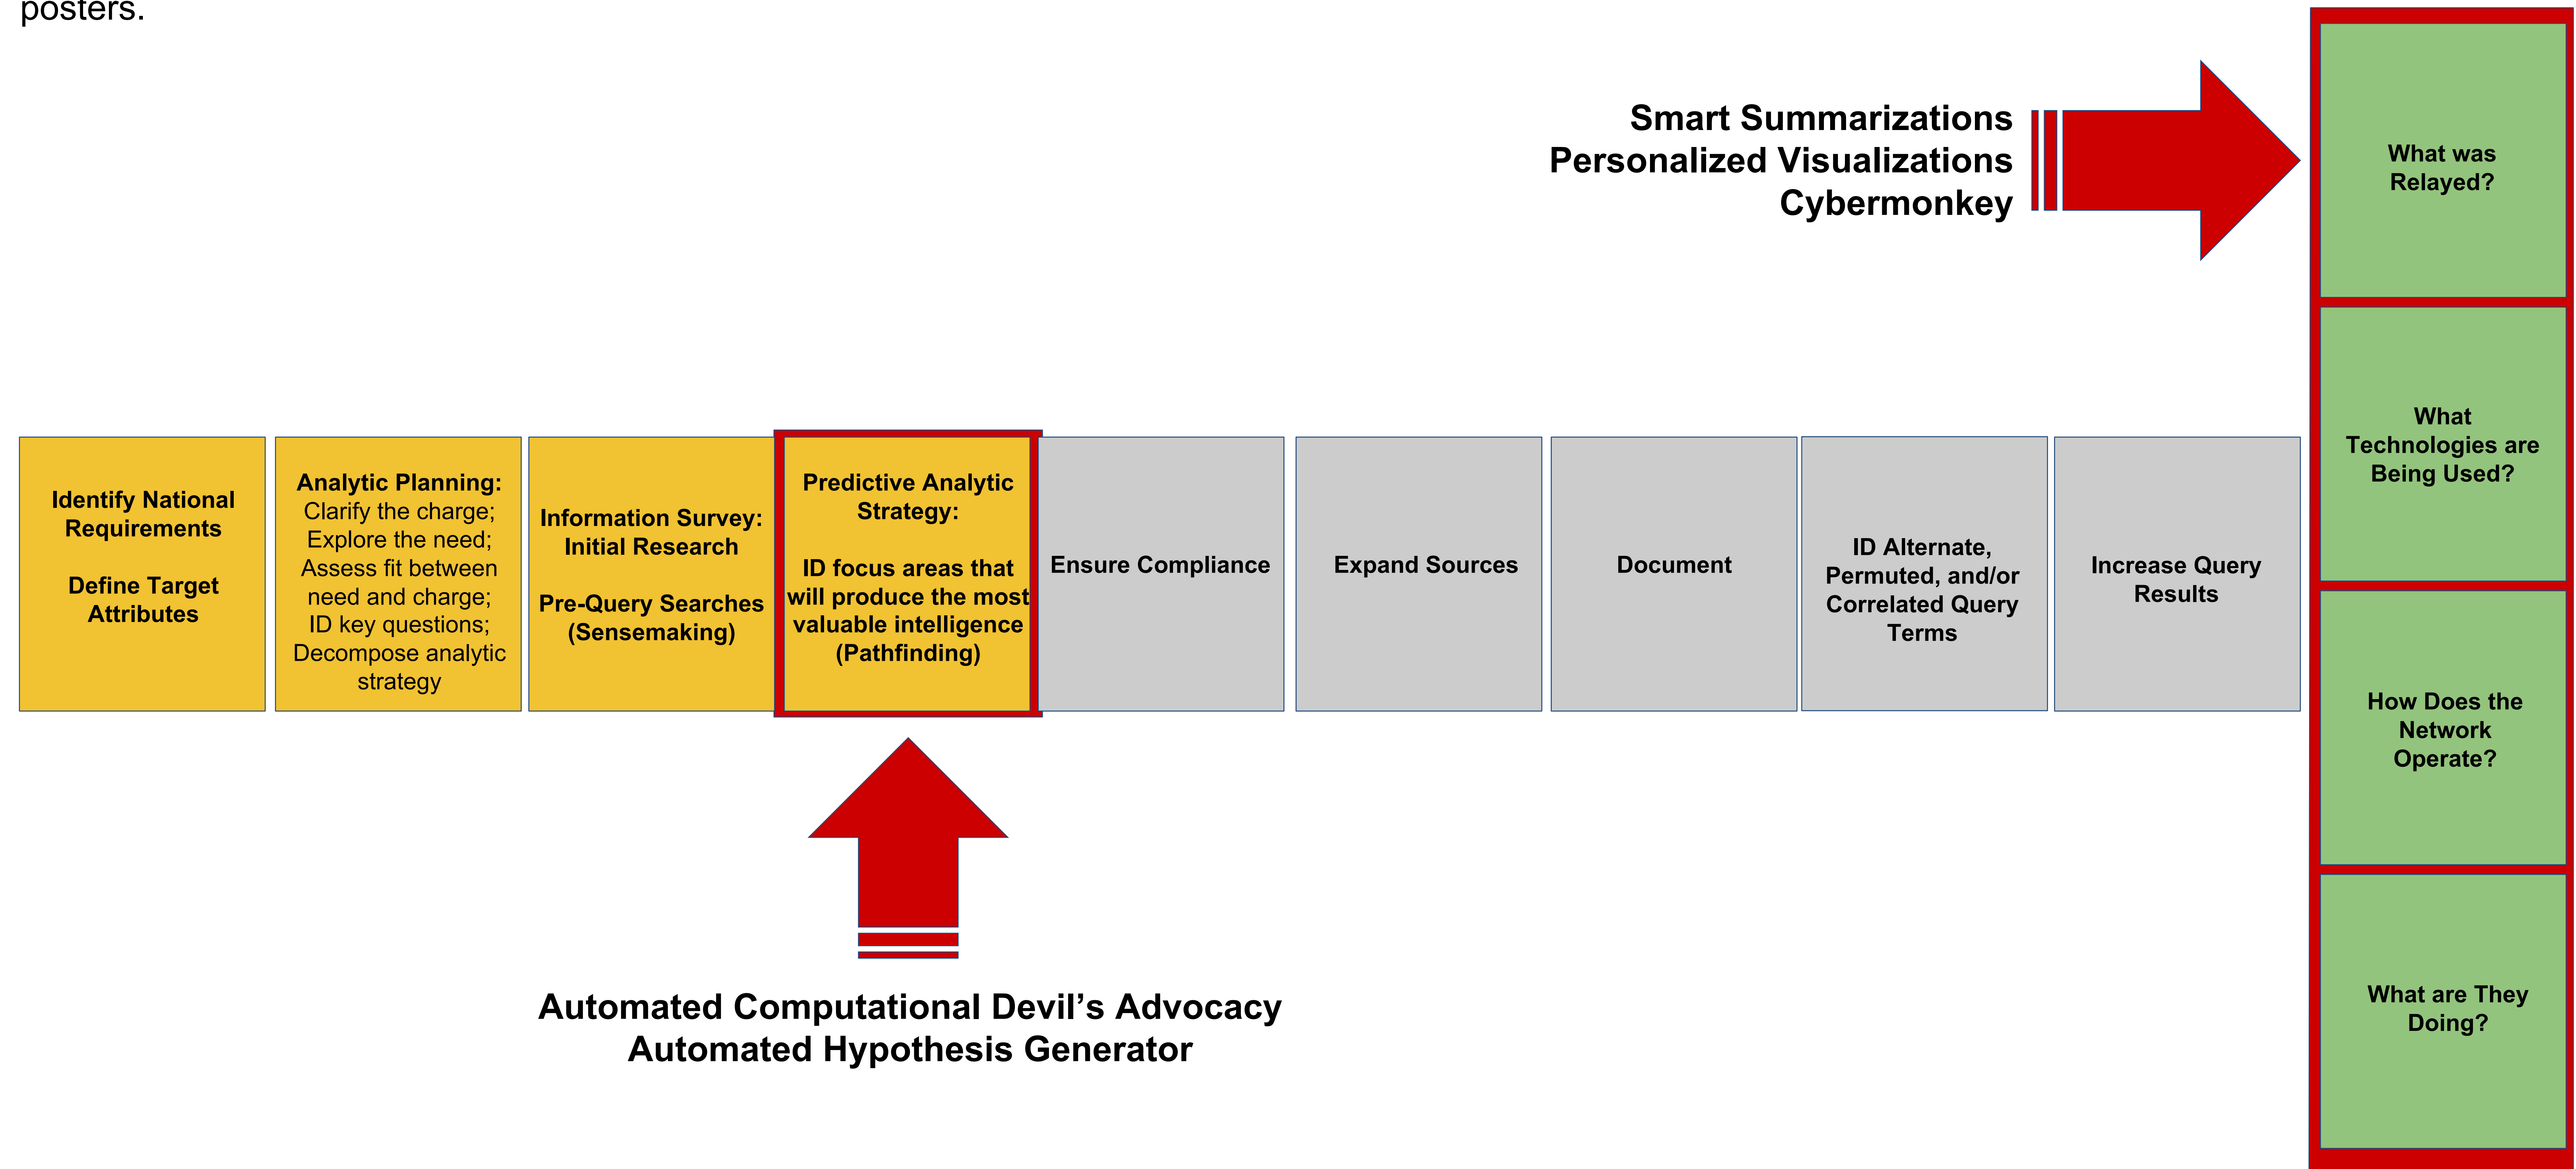 posters.
Smart Summarizations
Personalized Visualizations
Cybermonkey
Identify National
Requirements
Define Target
Attributes
Analytic Planning:
Clarify the charge;
Explore the need;
Assess fit between
need and charge;
ID key questions;
Decompose analytic
strategy
Information Survey:
Initial Research
Pre-Query Searches
(Sensemaking)
Predictive Analytic
Strategy:
ID focus areas that
will produce the most
valuable intelligence
(Pathfinding)
Ensure Compliance
Expand Sources
Document
ID Alternate,
Permuted, and/or
Correlated Query
Terms
Increase Query
Results
What was
Relayed?
What
Technologies are
Being Used?
How Does the
Network
Operate?
What are They
Doing?
Automated Computational Devil’s Advocacy
Automated Hypothesis Generator